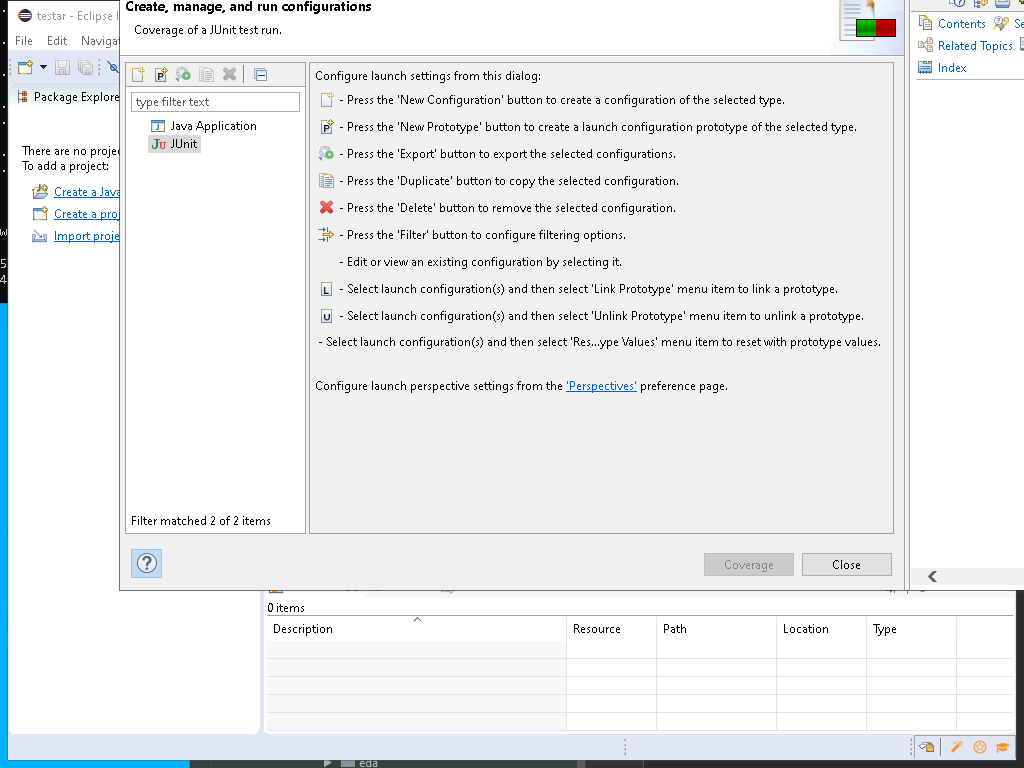 Create, manage, and run configurations
Coverage of a JUnit test run.
testar - Eclipse I
File Edit Navigat
Package Explore
There are no projec
To add a project:
Create a Java
Create a proj
Import proje
type filter text
Java Application
JUnit
Filter matched 2 of 2 items
Configure launch settings from this dialog:
- Press the 'New Configuration' button to create a configuration of the selected type.
- Press the 'New Prototype' button to create a launch configuration prototype of the selected type.
- Press the 'Export' button to export the selected configurations.
- Press the 'Duplicate' button to copy the selected configuration.
- Press the 'Delete' button to remove the selected configuration.
- Press the 'Filter' button to configure filtering options.
- Edit or view an existing configuration by selecting it.
- Select launch configuration(s) and then select 'Link Prototype' menu item to link a prototype.
- Select launch configuration(s) and then select 'Unlink Prototype' menu item to unlink a prototype.
- Select launch configuration(s) and then select 'Res...ype Values' menu item to reset with prototype values.
Configure launch perspective settings from the 'Perspectives' preference page.
Coverage
Close
Contents
Se
Related Topics
Index
0 items
Description Resource Path Location Type
eda